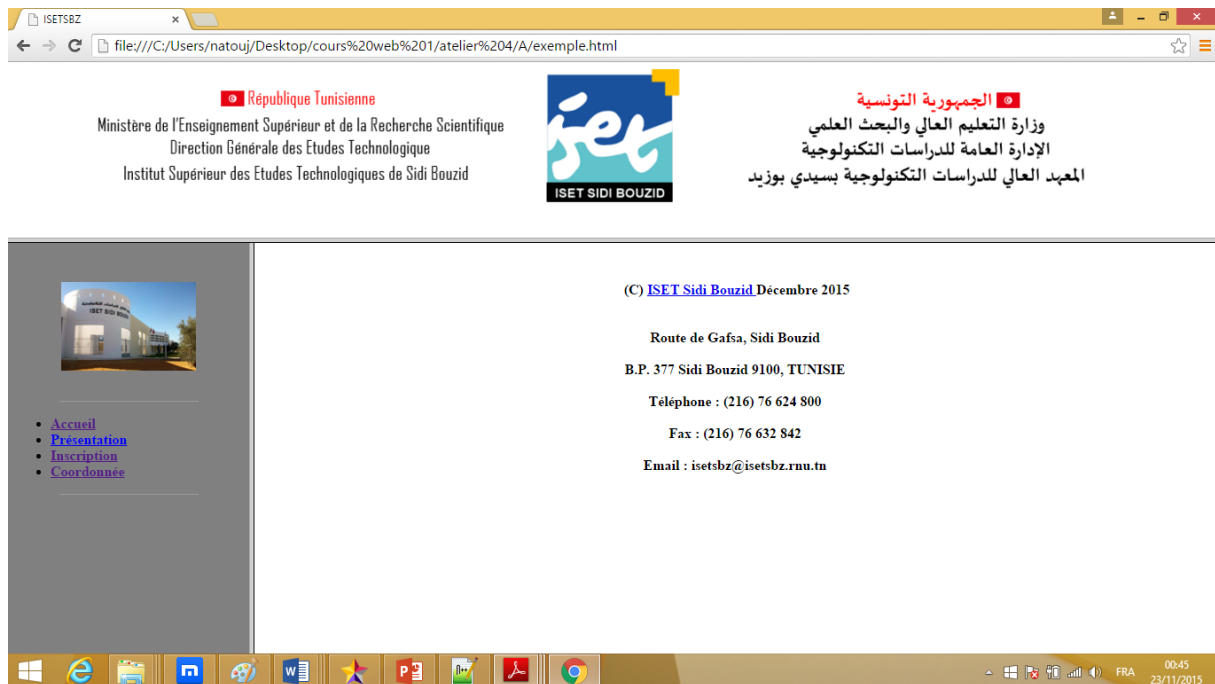 ISETSBZ
file:///C:/Users/natouj/Desktop/cours%20web%201/atelier%204/A/exemple.html
République Tunisienne
Ministère de l'Enseignement Supérieur et de la Recherche Scientifique
Direction Générale des Etudes Technologique
Institut Supérieur des Etudes Technologiques de Sidi Bouzid
iset
ISET SIDI BOUZID
الجمهورية التونسية
وزارة التعليم العالي والبحث العلمي
الإدارة العامة للدراسات التكنولوجية
المعهد العالي للدراسات التكنولوجية بسيدي بوزيد
ISET SIDI BOUZID
Accueil
Présentation
Inscription
Coordonnée
(C) ISET Sidi Bouzid Décembre 2015
Route de Gafsa, Sidi Bouzid
B.P. 377 Sidi Bouzid 9100, TUNISIE
Téléphone : (216) 76 624 800
Fax : (216) 76 632 842
Email : isetsbz@isetsbz.rnu.tn
FRA
00:45
23/11/2015